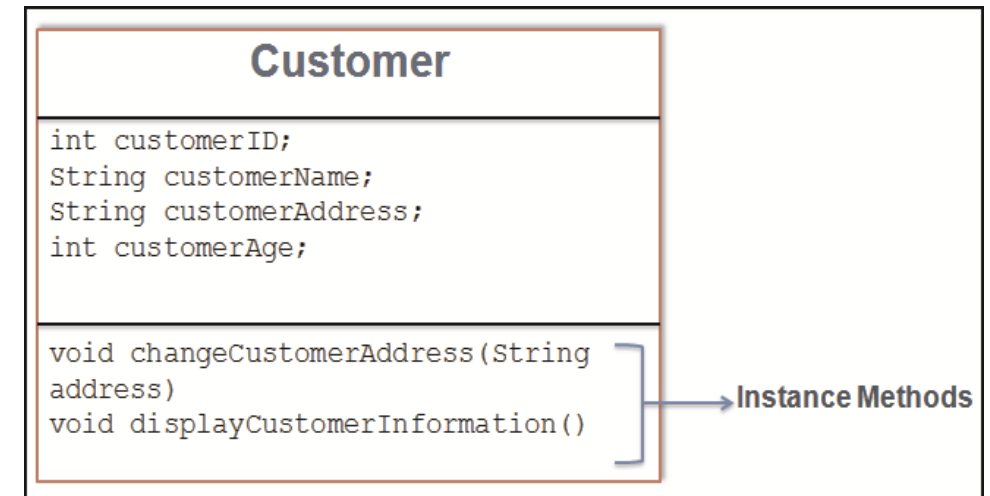 Customer
int customerID;
String customerName;
String customerAddress;
int customerAge;
void changeCustomerAddress(String
address)
void displayCustomerInformation()
Instance Methods